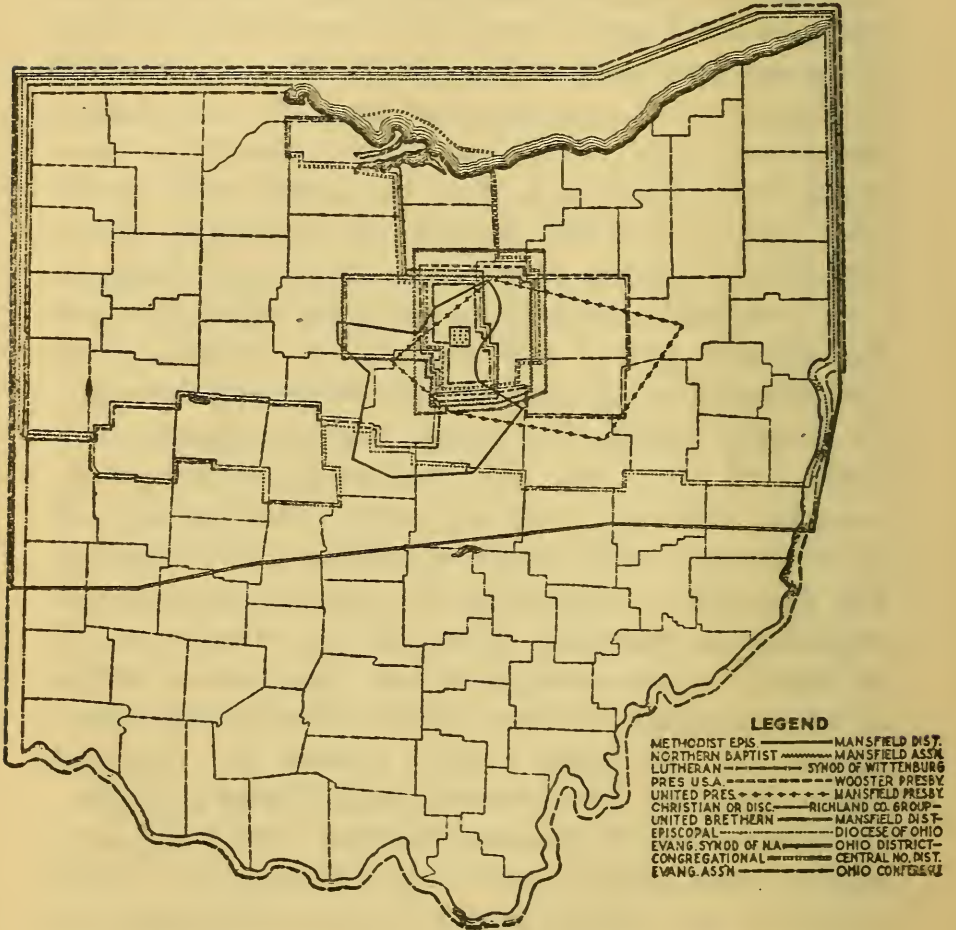 LEGEND
METHODIST EPIS. MANSFIELD DIST.
NORTHERN BAPTIST MANSFIELD ASSN.
LUTHERAN SYNOD OF WITTENBURG
PRES U.S.A. WOOSTER PRESBY.
UNITED PRES. MANSFIELD PRESBY.
CHRISTIAN OR DISC. RICHLAND CO. GROUP
UNITED BRETHERN MANSFIELD DIST.
EPISCOPAL DIOCESE OF OHIO
EVANG. SYNOD OF N.A. OHIO DISTRICT
CONGREGATIONAL CENTRAL NO. DIST.
EVANG. ASS'N OHIO CONFERENCE